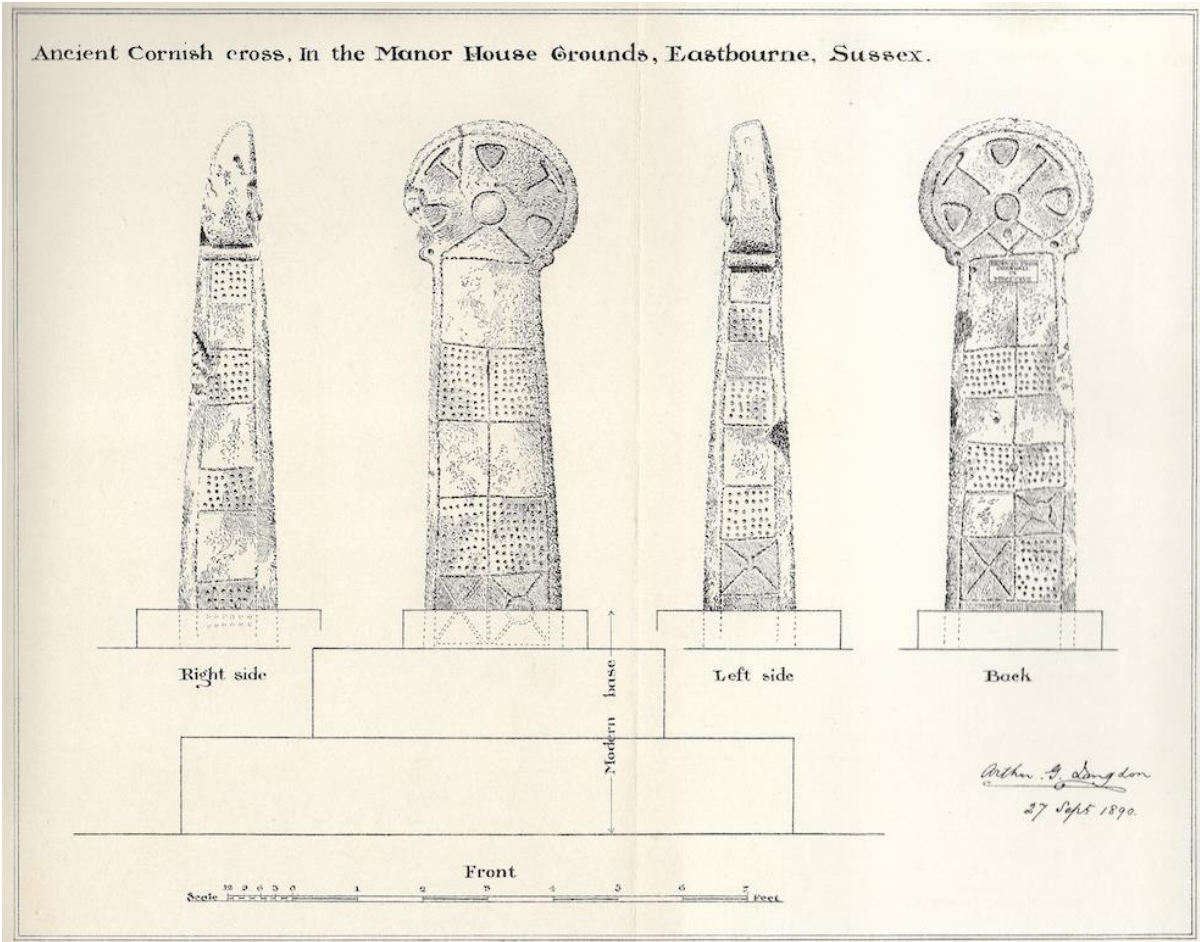 Ancient Cornish cross, In the Manor House Grounds, Eastbourne, Sussex.
Right side
Modern base
Left side
Back
Arthur G. Langdon
27 Sept 1890.
Front
Scale 12 9 6 3 0 1 2 3 4 5 6 7 Feet